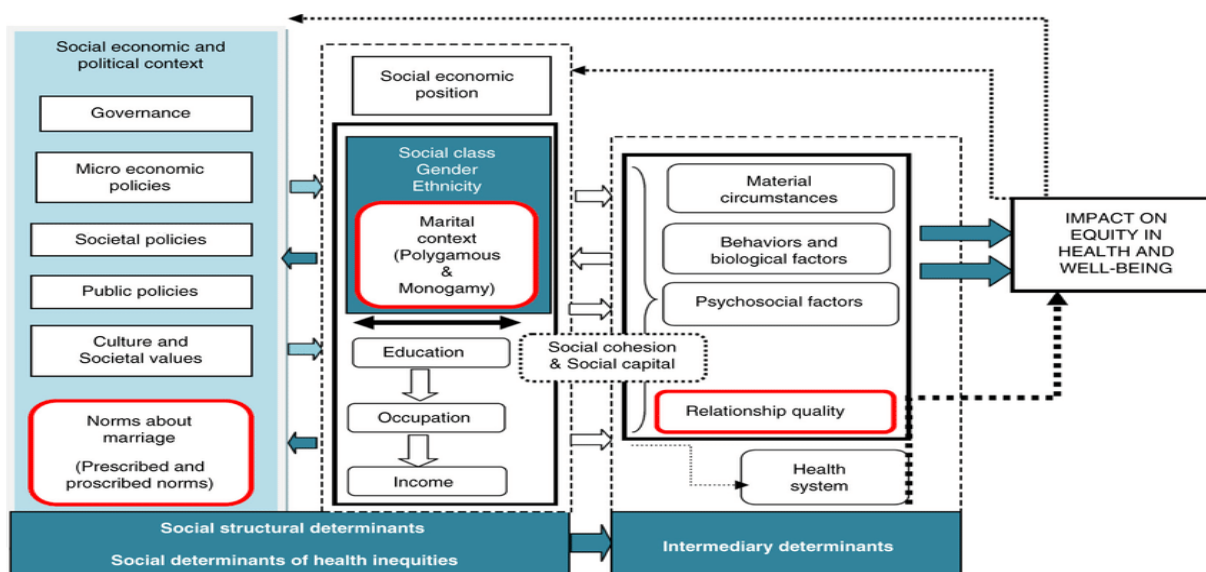 Social economic and
political context
Governance
Micro economic
policies
Societal policies
Public policies
Culture and
Societal values
Norms about
marriage
(Prescribed and
proscribed norms)
Social economic
position
Social class
Gender
Ethnicity
Marital
context
(Polygamous
&
Monogamy)
Education
Occupation
Income
Social cohesion
& Social capital
Material
circumstances
Behaviors and
biological factors
Psychosocial factors
Relationship quality
Health
system
IMPACT ON
EQUITY IN
HEALTH AND
WELL-BEING
Social structural determinants
Social determinants of health inequities
Intermediary determinants